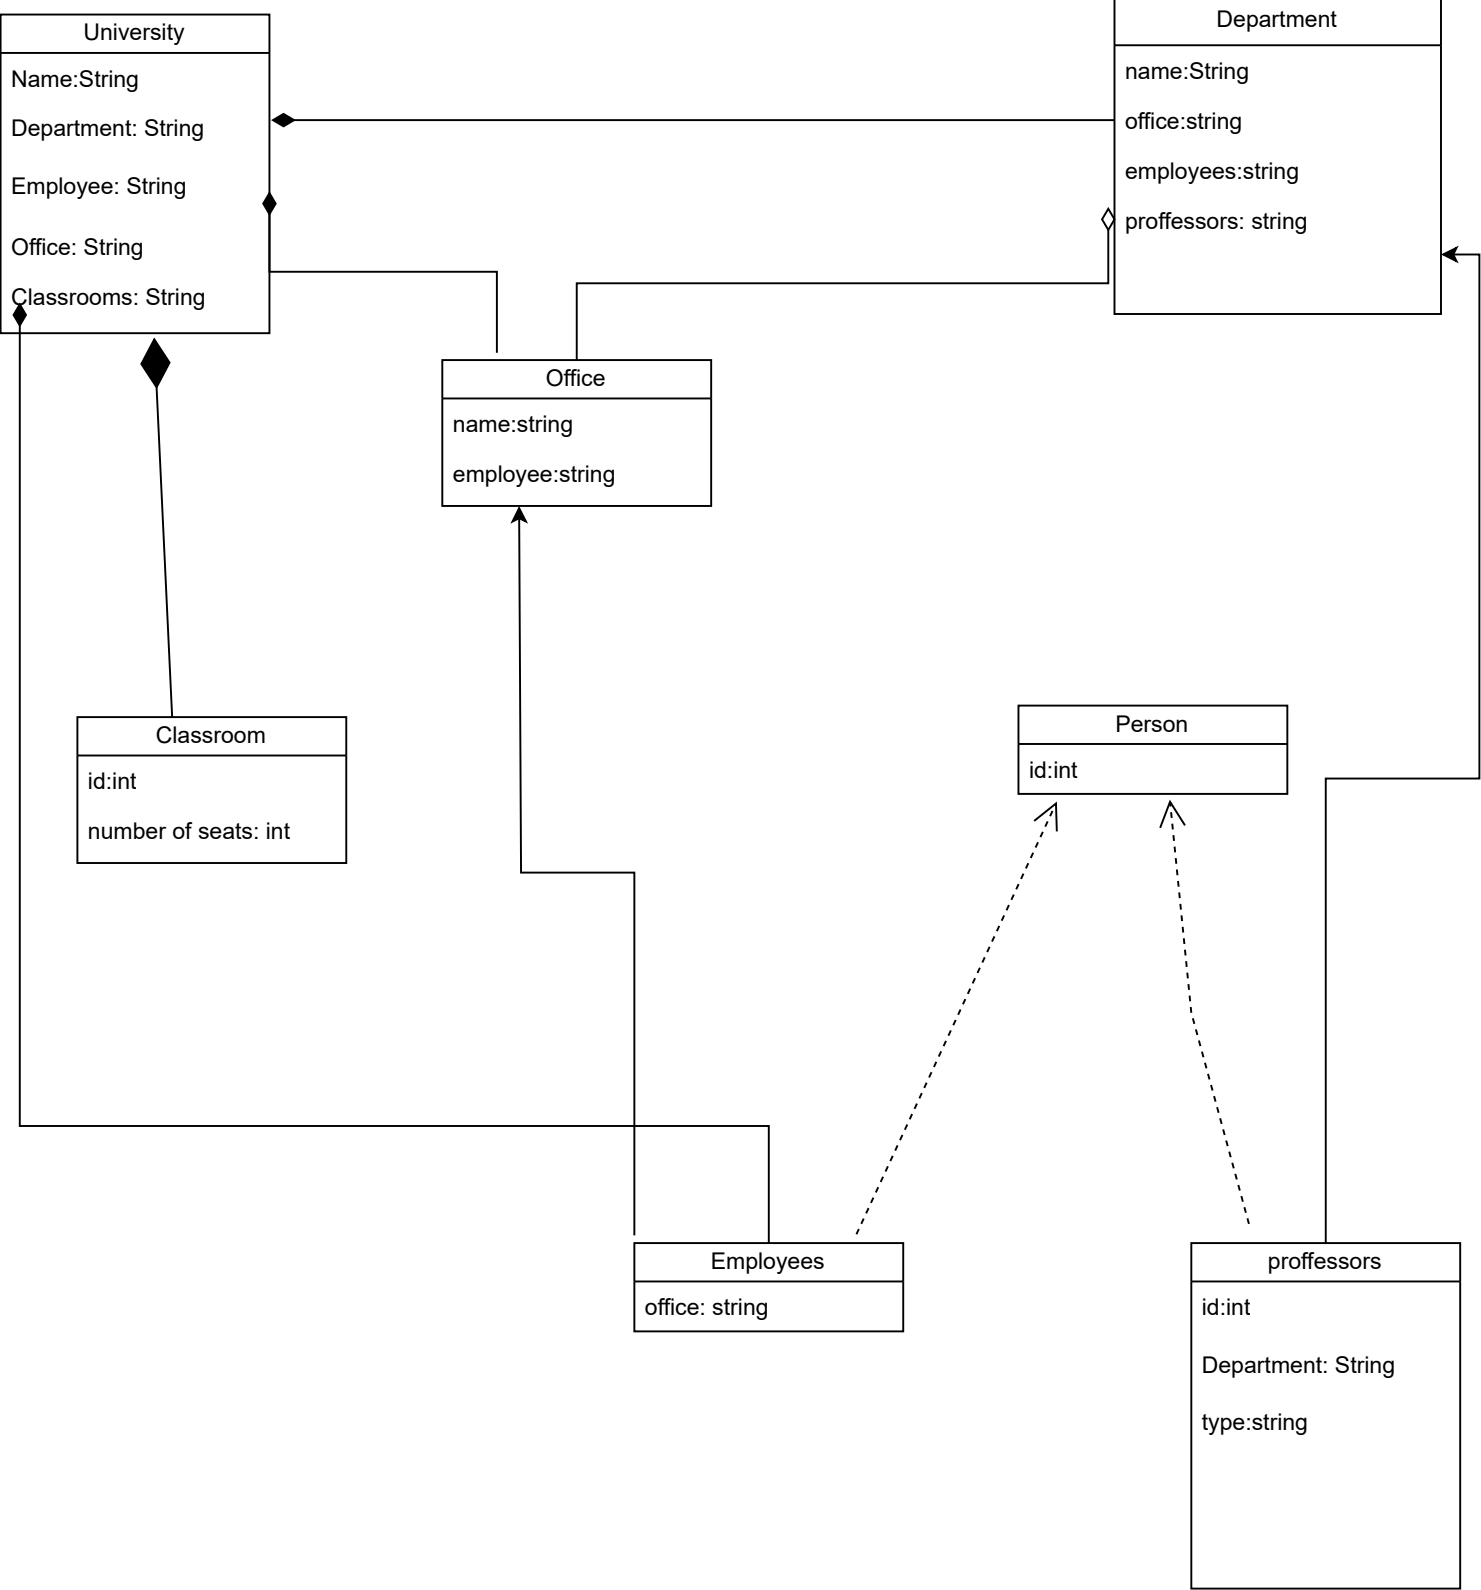 University
Name:String
Department: String
Employee: String
Office: String
Classrooms: String
Department
name:String
office:string
employees:string
proffessors: string
Office
name:string
employee:string
Classroom
id:int
number of seats: int
Person
id:int
Employees
office: string
proffessors
id:int
Department: String
type:string